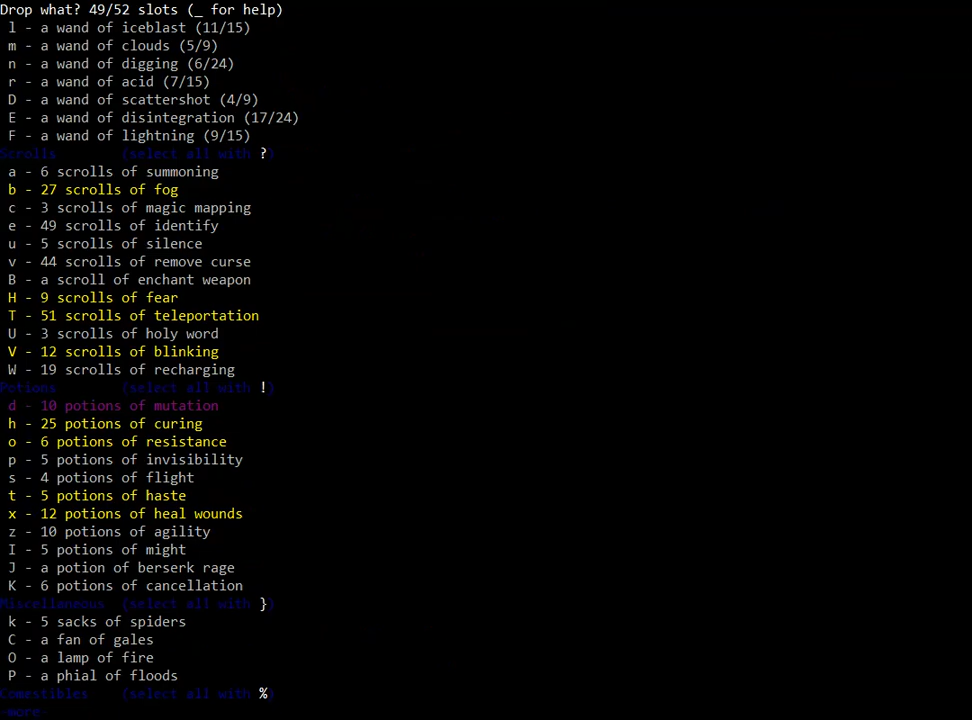 Drop what? 49/52 slots (_ for help)
l - a wand of iceblast (11/15)
m - a wand of clouds (5/9)
n - a wand of digging (6/24)
r - a wand of acid (7/15)
D - a wand of scattershot (4/9)
E - a wand of disintegration (17/24)
F - a wand of lightning (9/15)
Scrolls (select all with ?)
a - 6 scrolls of summoning
b - 27 scrolls of fog
c - 3 scrolls of magic mapping
e - 49 scrolls of identify
u - 5 scrolls of silence
v - 44 scrolls of remove curse
B - a scroll of enchant weapon
H - 9 scrolls of fear
T - 51 scrolls of teleportation
U - 3 scrolls of holy word
V - 12 scrolls of blinking
W - 19 scrolls of recharging
Potions (select all with !)
d - 10 potions of mutation
h - 25 potions of curing
o - 6 potions of resistance
p - 5 potions of invisibility
s - 4 potions of flight
t - 5 potions of haste
x - 12 potions of heal wounds
z - 10 potions of agility
I - 5 potions of might
J - a potion of berserk rage
K - 6 potions of cancellation
Miscellaneous (select all with })
k - 5 sacks of spiders
C - a fan of gales
O - a lamp of fire
P - a phial of floods
Comestibles (select all with %)
-more-